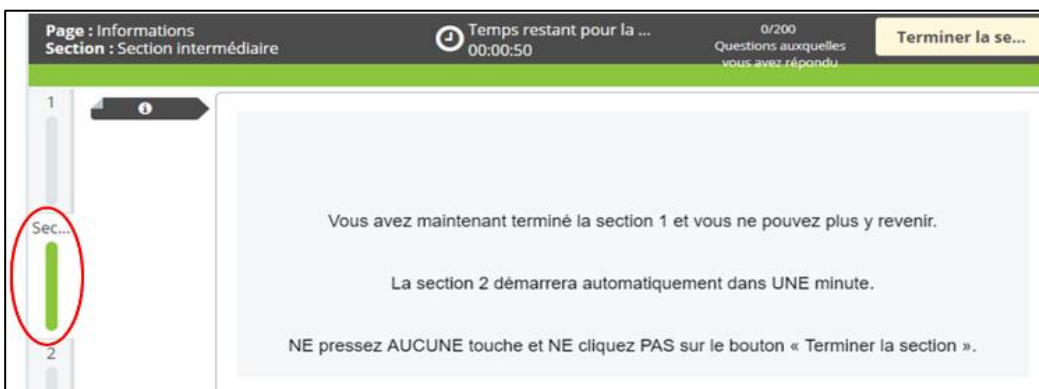 Page : Informations
Section : Section intermédiaire
Temps restant pour la ...
00:00:50
0/200
Questions auxquelles
vous avez répondu
Terminer la se...
1
Sec...
2
Vous avez maintenant terminé la section 1 et vous ne pouvez plus y revenir.
La section 2 démarrera automatiquement dans UNE minute.
NE pressez AUCUNE touche et NE cliquez PAS sur le bouton « Terminer la section ».